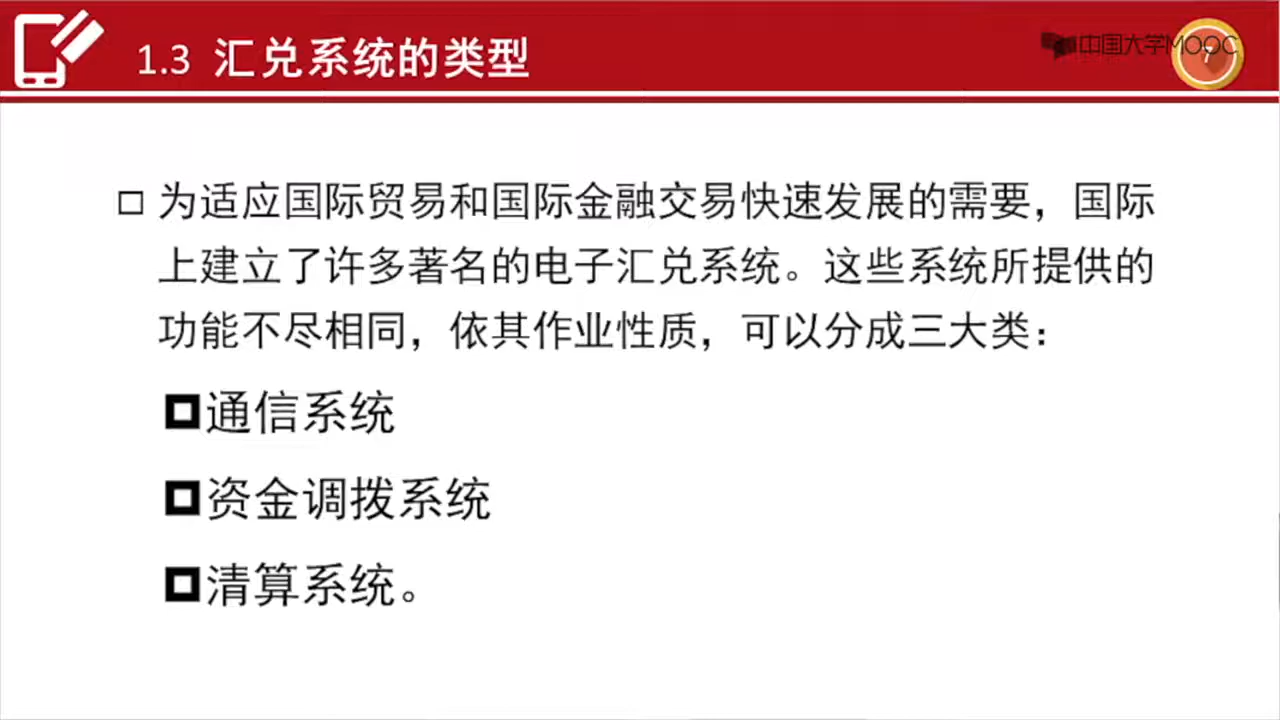 1.3 汇兑系统的类型
中国大学MOOC
7
为适应国际贸易和国际金融交易快速发展的需要，国际
上建立了许多著名的电子汇兑系统。这些系统所提供的
功能不尽相同，依其作业性质，可以分成三大类：
通信系统
资金调拨系统
清算系统。